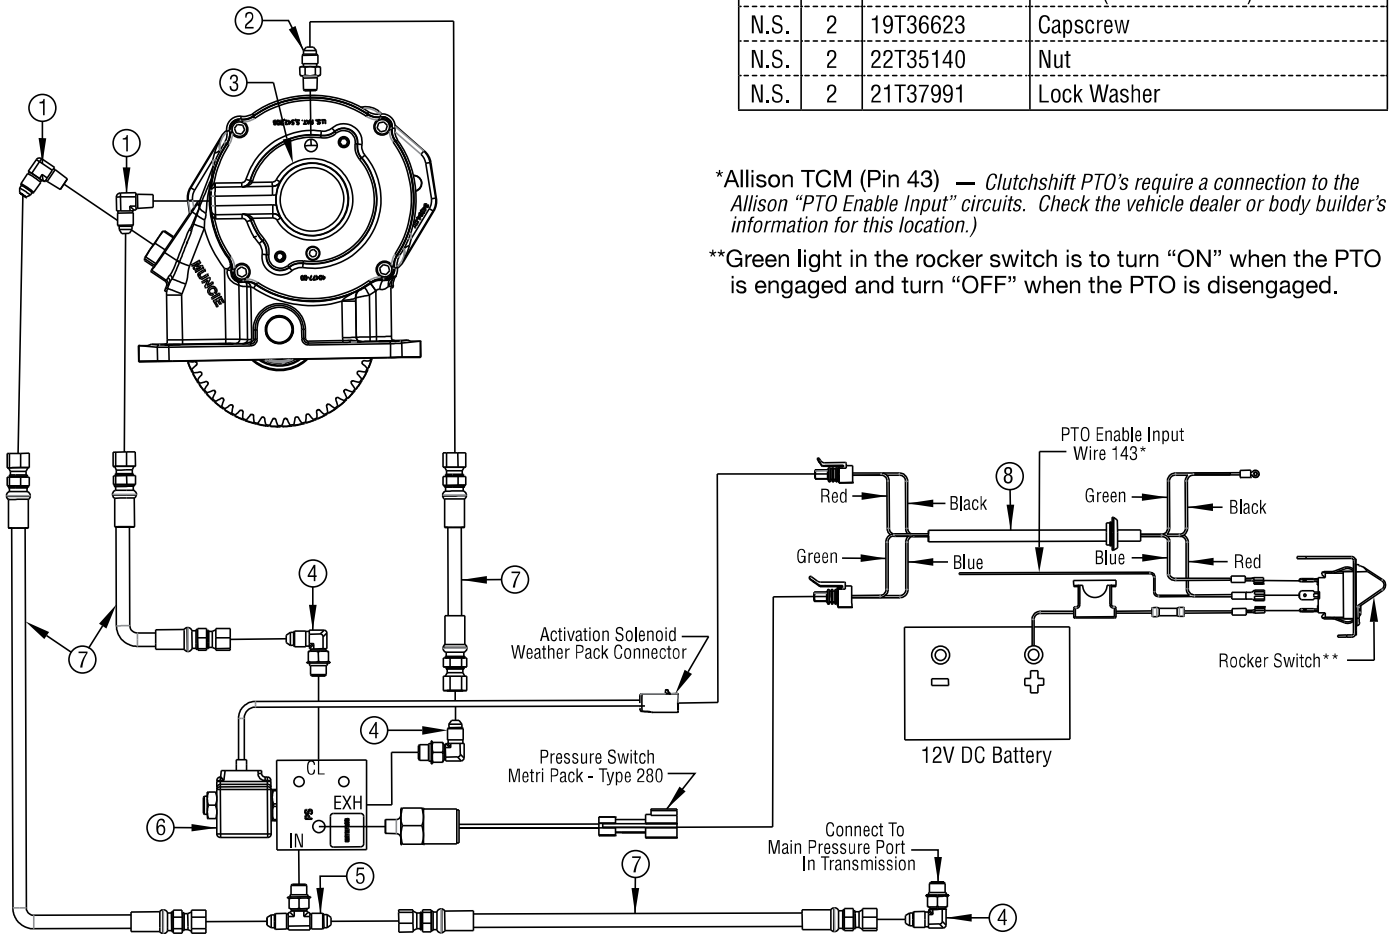 N.S. 2 19T36623 Capscrew
N.S. 2 22T35140 Nut
N.S. 2 21T37991 Lock Washer
*Allison TCM (Pin 43) — Clutchshift PTO's require a connection to the
Allison “PTO Enable Input” circuits. Check the vehicle dealer or body builder's
information for this location.)
**Green light in the rocker switch is to turn “ON” when the PTO
is engaged and turn “OFF” when the PTO is disengaged.
2
3
1
1
MUNCIE
PTO Enable Input
Wire 143*
8
Red
Black
Green
Black
Green
Blue
Blue
Red
4
7
7
Activation Solenoid
Weather Pack Connector
Rocker Switch**
4
12V DC Battery
CL
Pressure Switch
Metri Pack - Type 280
EXH
PS
6
IN
Connect To
Main Pressure Port
In Transmission
5
7
4